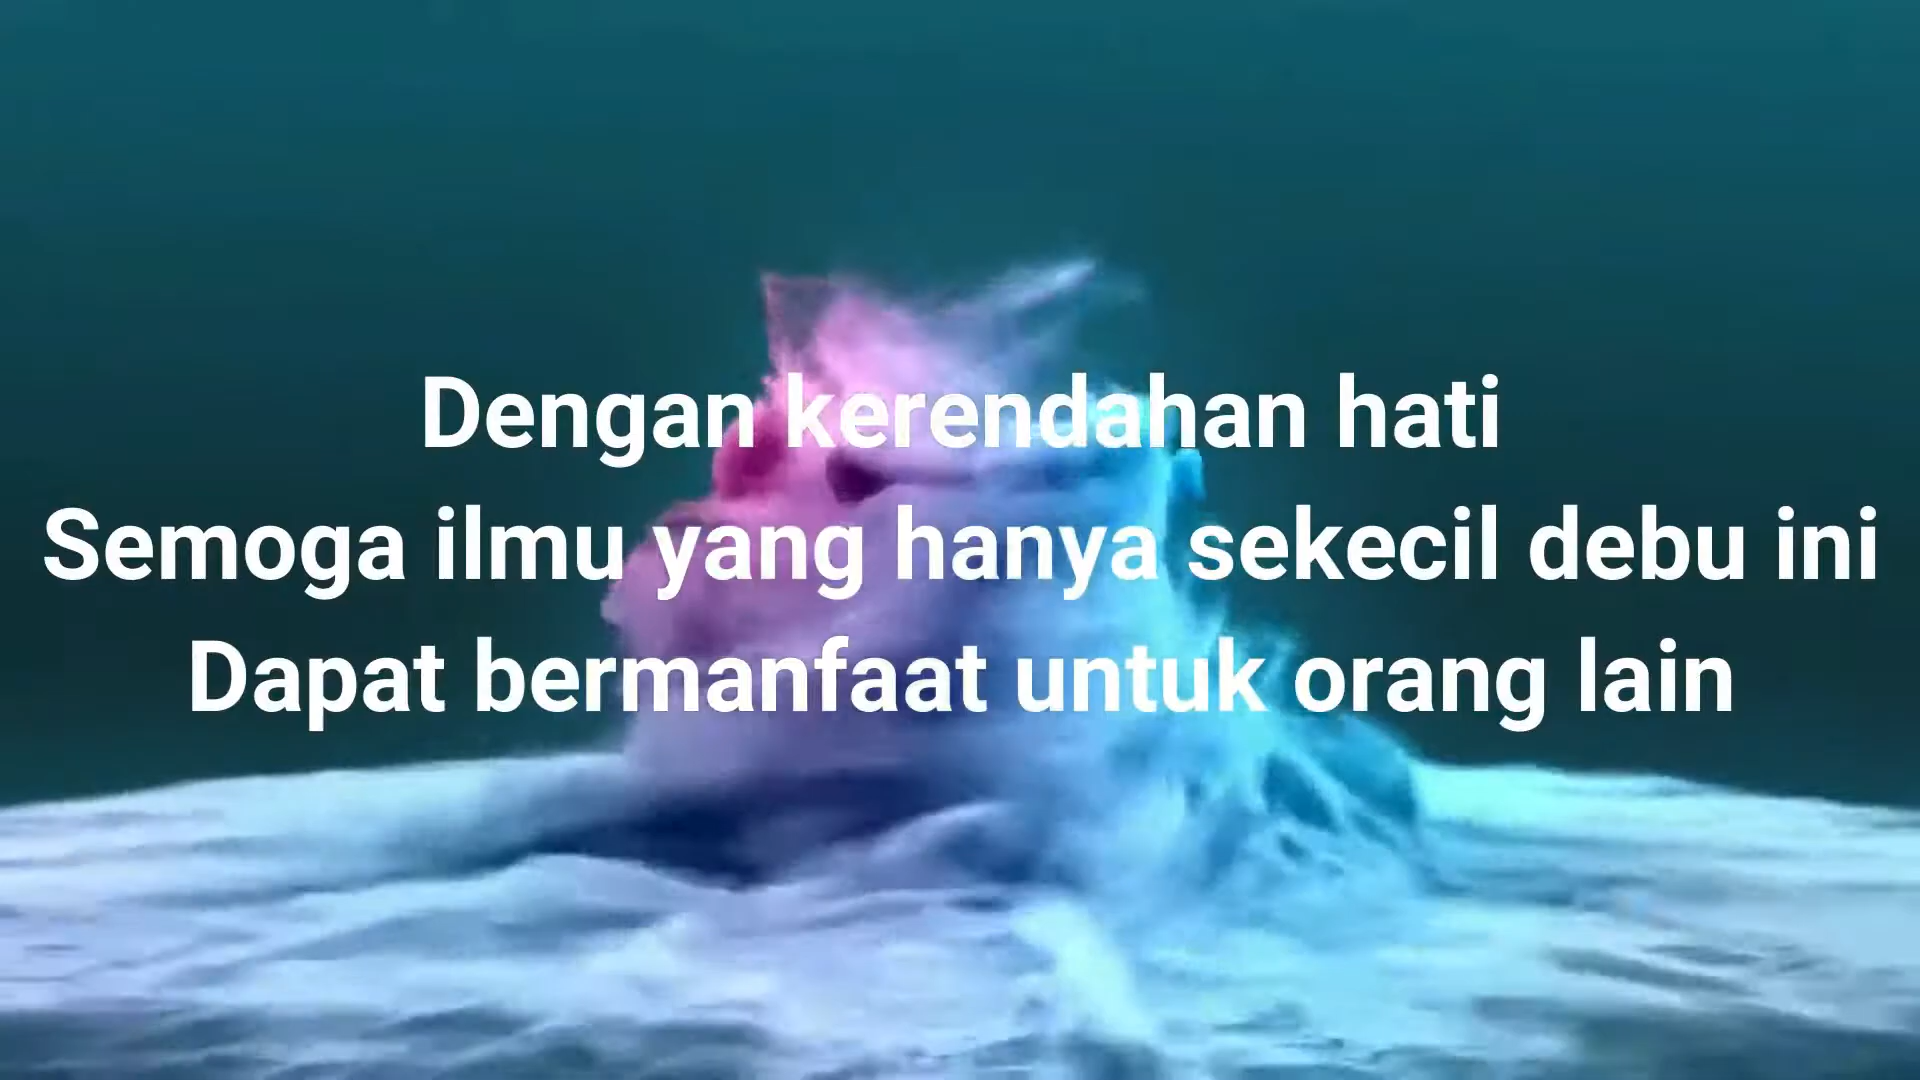 Dengan kerendahan hati
Semoga ilmu yang hanya sekecil debu ini
Dapat bermanfaat untuk orang lain